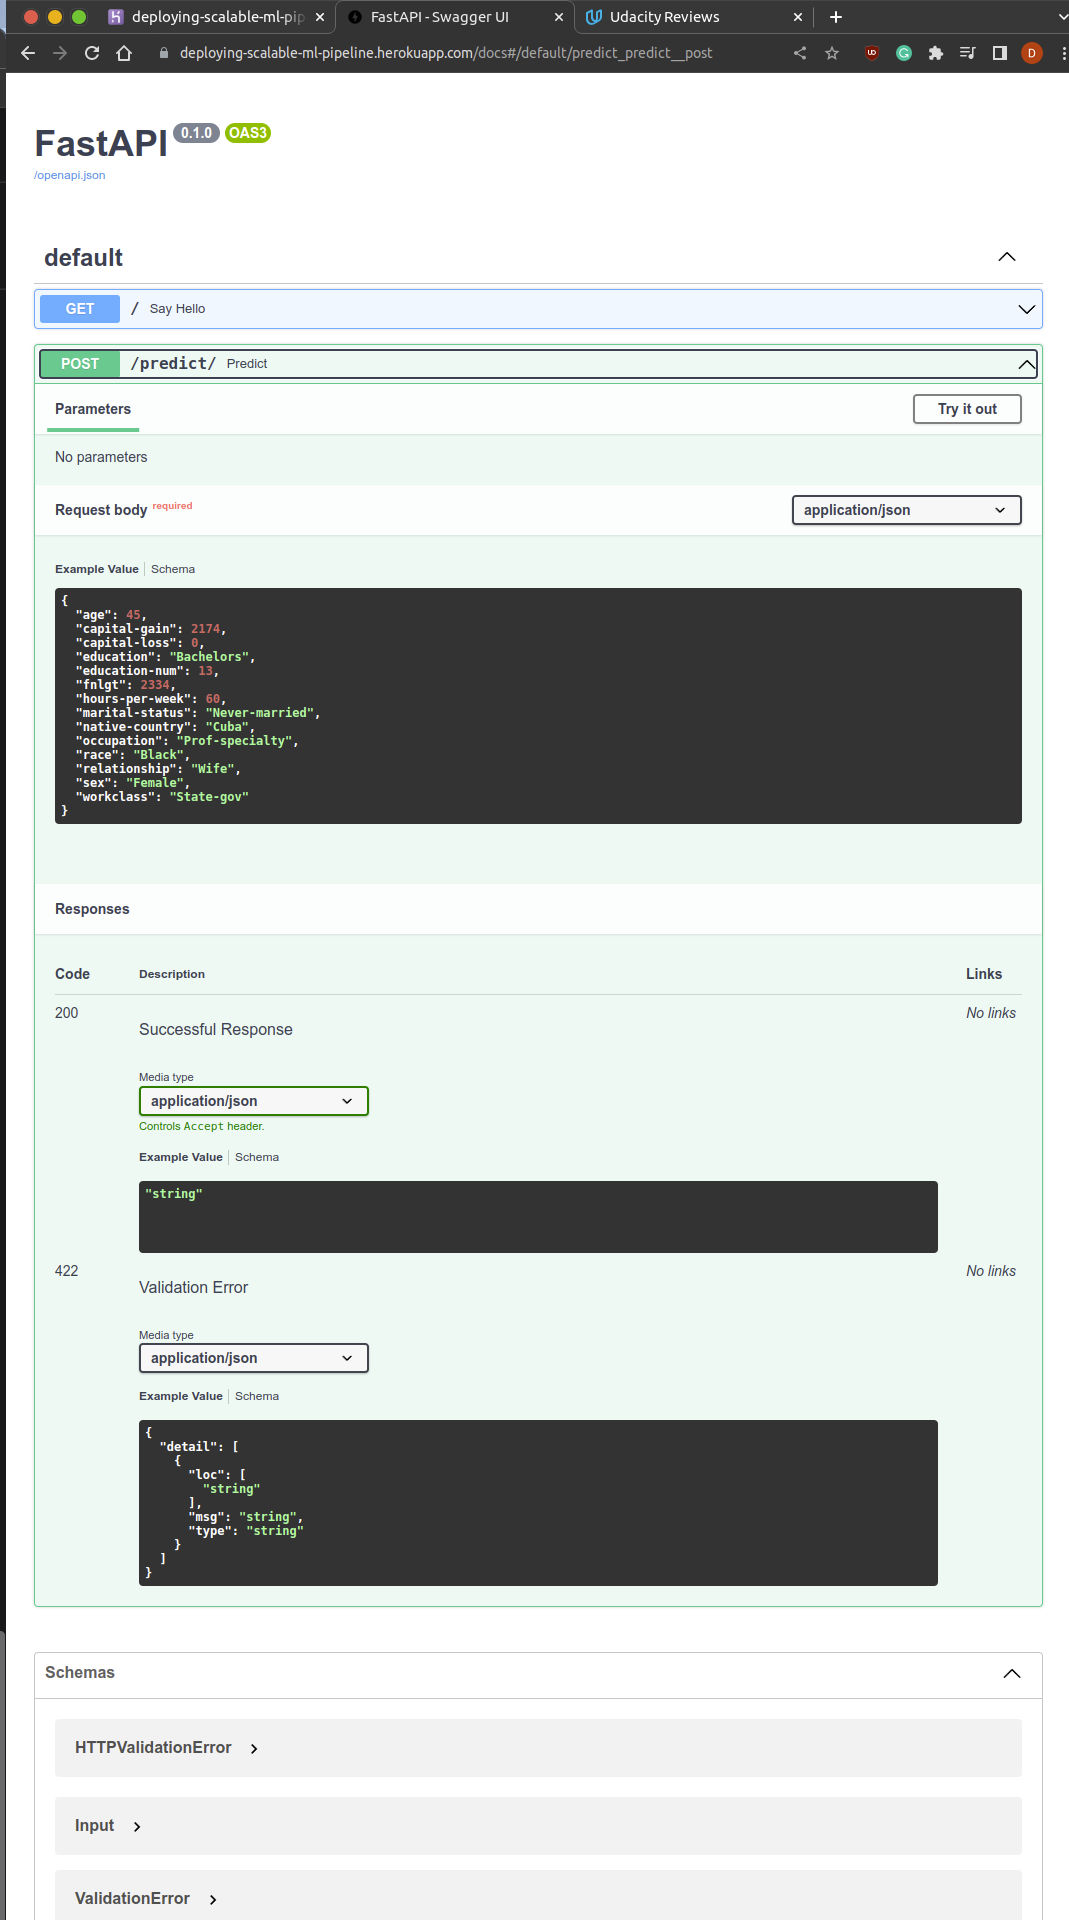 deploying-scalable-ml-pip
FastAPI - Swagger UI
Udacity Reviews
deploying-scalable-ml-pipeline.herokuapp.com/docs#/default/predict_predict__post
D
FastAPI 0.1.0 OAS3
/openapi.json
default
GET / Say Hello
POST /predict/ Predict
Parameters
Try it out
No parameters
Request body required
application/json
Example Value Schema
{
"age": 45,
"capital-gain": 2174,
"capital-loss": 0,
"education": "Bachelors",
"education-num": 13,
"fnlgt": 2334,
"hours-per-week": 60,
"marital-status": "Never-married",
"native-country": "Cuba",
"occupation": "Prof-specialty",
"race": "Black",
"relationship": "Wife",
"sex": "Female",
"workclass": "State-gov"
}
Responses
Code Description Links
200 No links
Successful Response
Media type
application/json
Controls Accept header.
Example Value Schema
"string"
422 No links
Validation Error
Media type
application/json
Example Value Schema
{
"detail": [
{
"loc": [
"string"
],
"msg": "string",
"type": "string"
}
]
}
Schemas
HTTPValidationError
Input
ValidationError